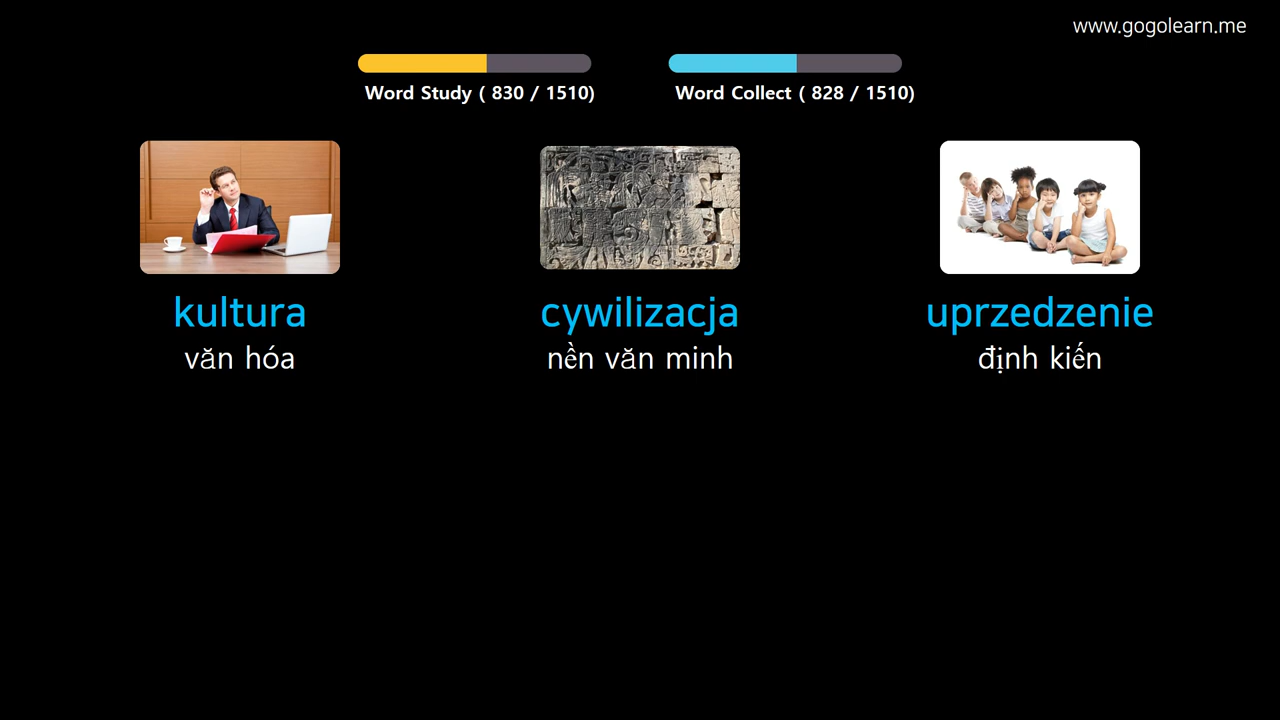 www.gogolearn.me
Word Study ( 830 / 1510)
Word Collect ( 828 / 1510)
kultura
văn hóa
cywilizacja
nền văn minh
uprzedzenie
định kiến